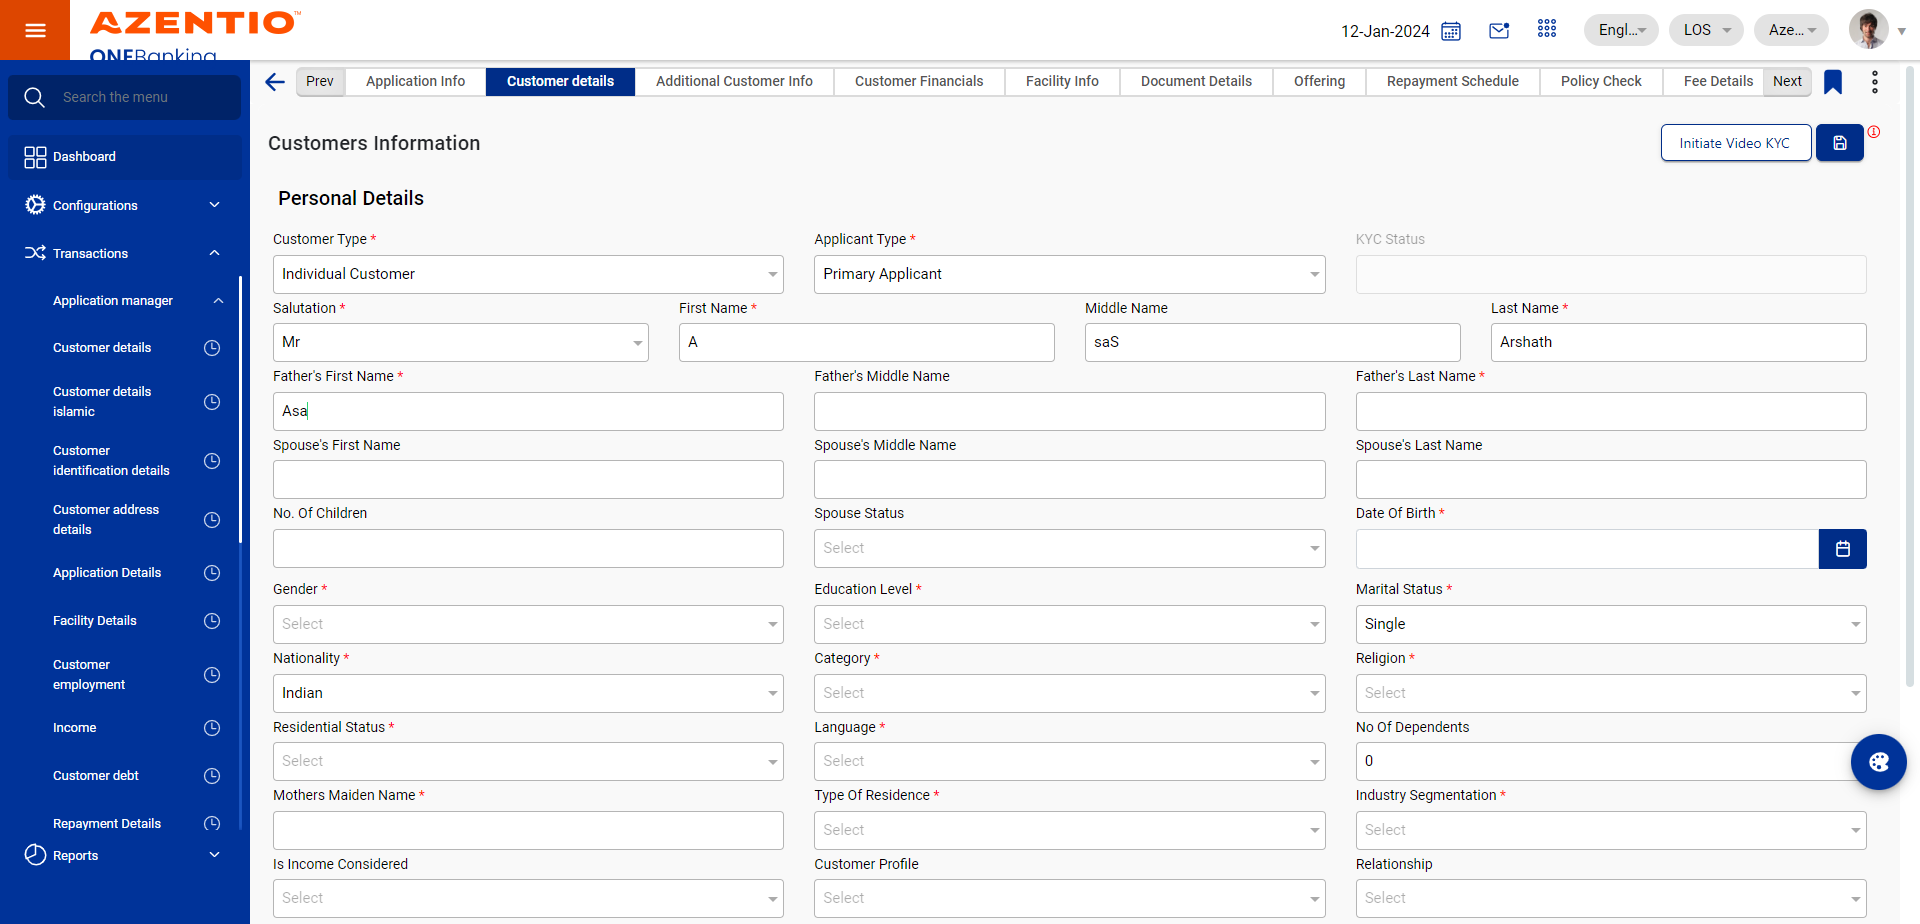 AZENTIO™
ONEBanking
12-Jan-2024
Engl...
LOS
Aze...
Search the menu
Dashboard
Configurations
Transactions
Application manager
Customer details
Customer details
islamic
Customer
identification details
Customer address
details
Application Details
Facility Details
Customer
employment
Income
Customer debt
Repayment Details
Reports
Prev
Application Info
Customer details
Additional Customer Info
Customer Financials
Facility Info
Document Details
Offering
Repayment Schedule
Policy Check
Fee Details
Next
Customers Information
Initiate Video KYC
Personal Details
Customer Type *
Applicant Type *
KYC Status
Individual Customer
Primary Applicant
Salutation *
First Name *
Middle Name
Last Name *
Mr
A
saS
Arshath
Father's First Name *
Father's Middle Name
Father's Last Name *
Asa
Spouse's First Name
Spouse's Middle Name
Spouse's Last Name
No. Of Children
Spouse Status
Date Of Birth *
Select
Gender *
Education Level *
Marital Status *
Select
Select
Single
Nationality *
Category *
Religion *
Indian
Select
Select
Residential Status *
Language *
No Of Dependents
Select
Select
0
Mothers Maiden Name *
Type Of Residence *
Industry Segmentation *
Select
Select
Is Income Considered
Customer Profile
Relationship
Select
Select
Select